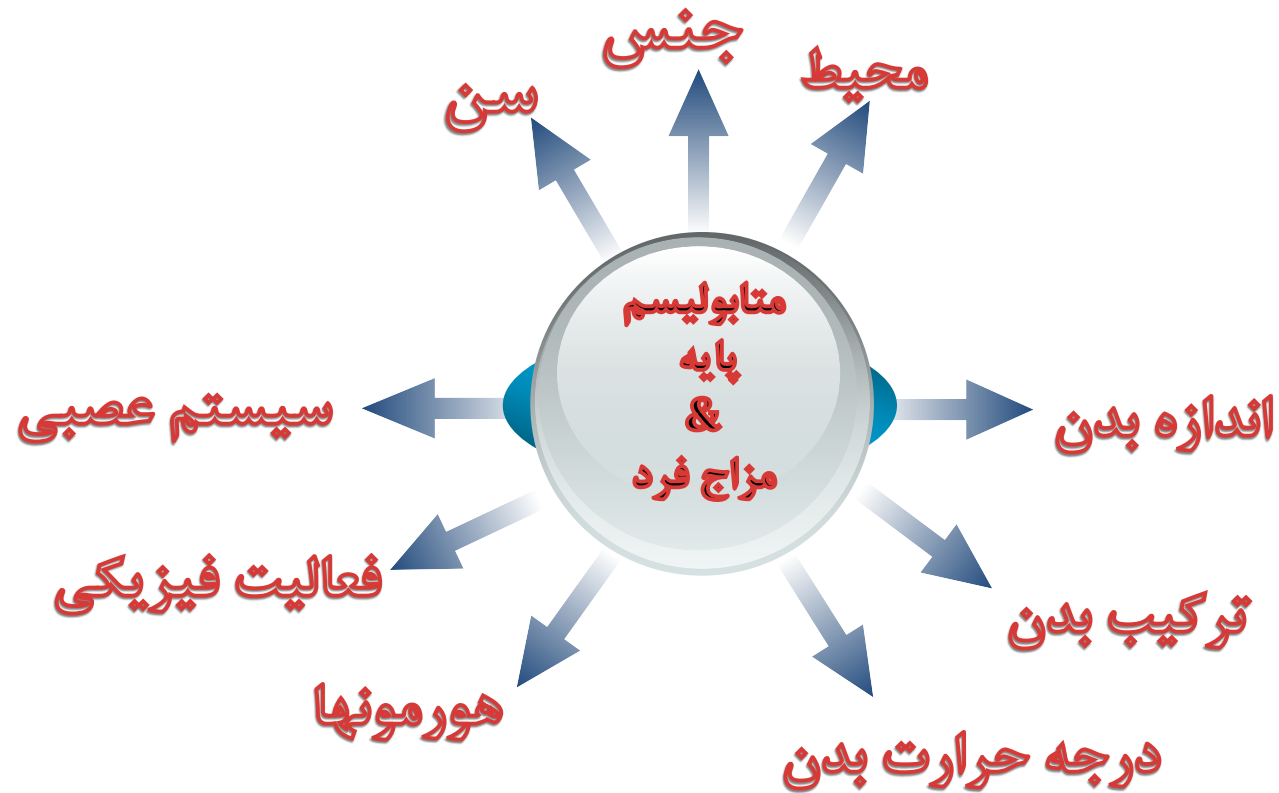 جنس
محیط
سن
متابولیسم
پایه
&
مزاج فرد
اندازه بدن
سیستم عصبی
ترکیب بدن
فعالیت فیزیکی
هورمونها
درجه حرارت بدن